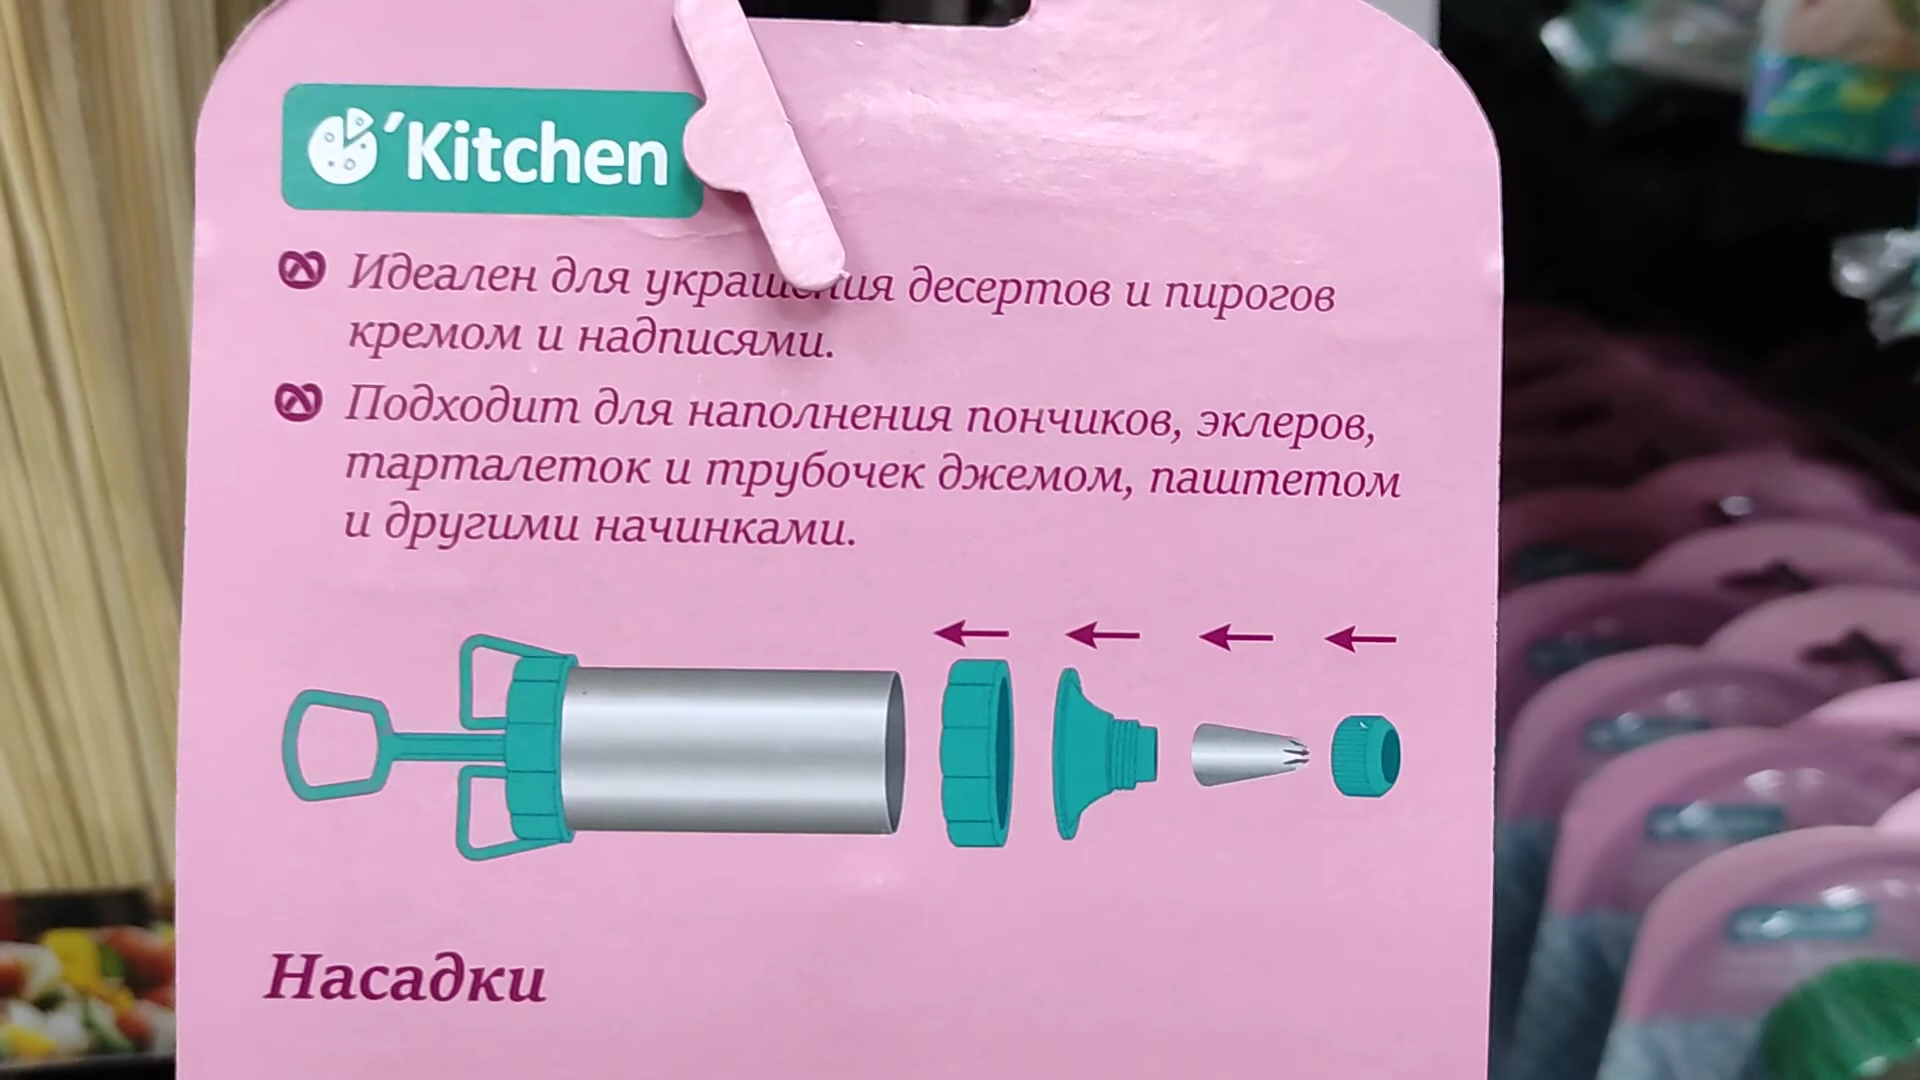 'Kitchen
Идеален для украшения десертов и пирогов
кремом и надписями.
Подходит для наполнения пончиков, эклеров,
тарталеток и трубочек джемом, паштетом
и другими начинками.
Насадки